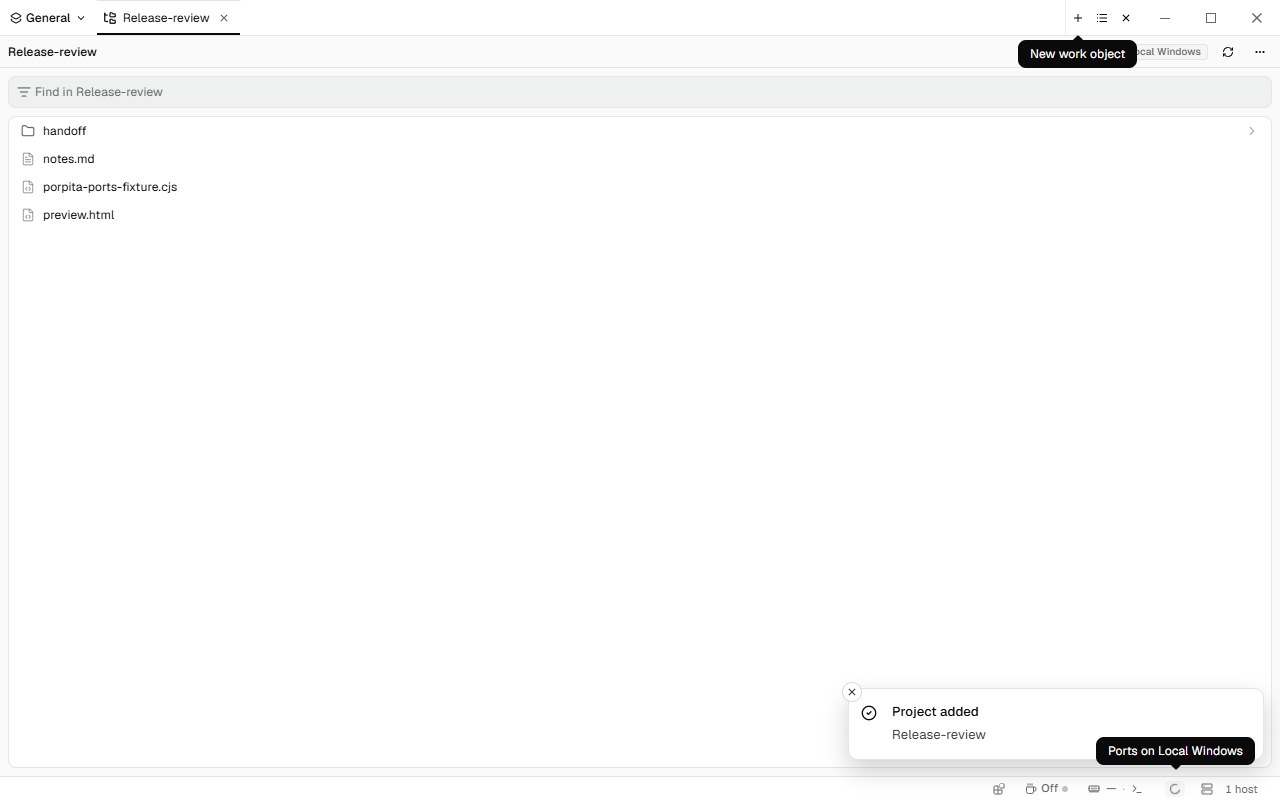 General
Release-review
Release-review
New work object
ocal Windows
Find in Release-review
handoff
notes.md
porpita-ports-fixture.cjs
preview.html
Project added
Release-review
Ports on Local Windows
Off
1 host